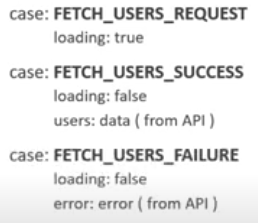 case: FETCH_USERS_REQUEST
loading: true
case: FETCH_USERS_SUCCESS
loading: false
users: data ( from API )
case: FETCH_USERS_FAILURE
loading: false
error: error ( from API )